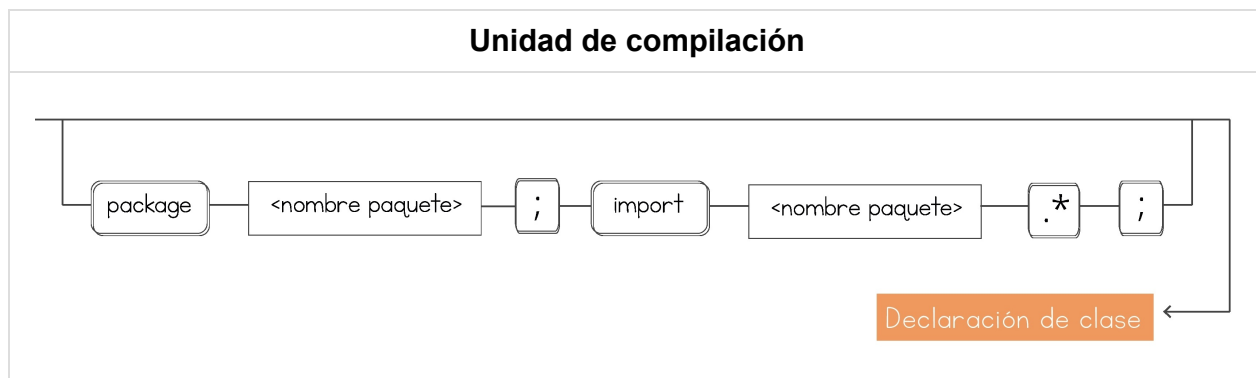 Unidad de compilación
package <nombre paquete> ; import <nombre paquete> .* ;
Declaración de clase